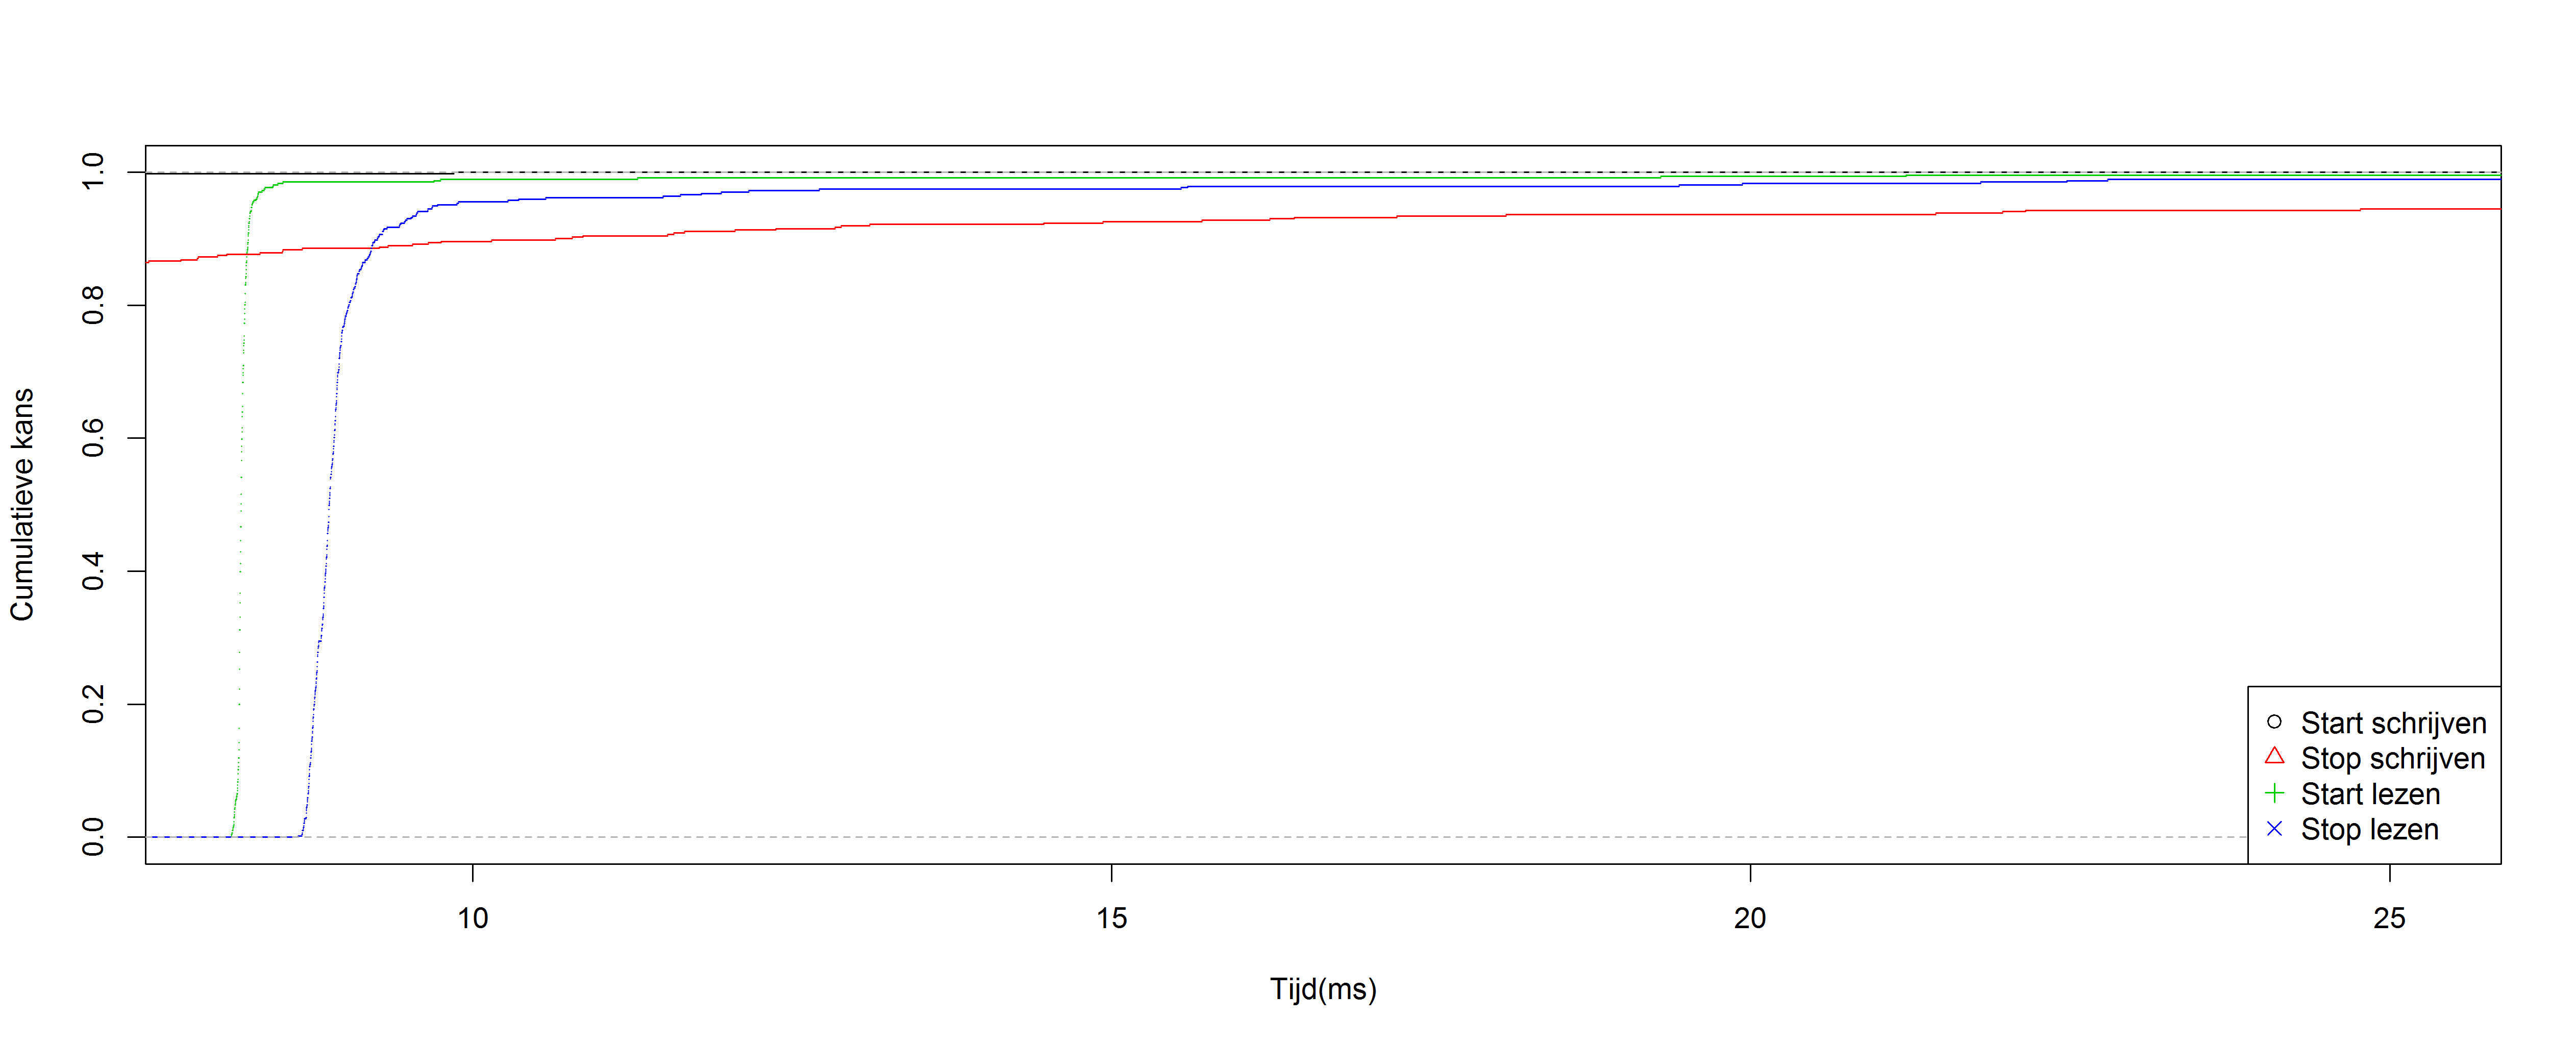 Cumulatieve kans
1.0
0.8
0.6
0.4
0.2
0.0
Start schrijven
Stop schrijven
Start lezen
Stop lezen
10 15 20 25
Tijd(ms)